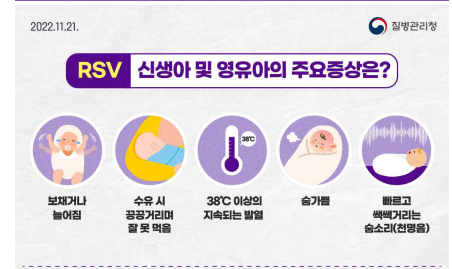 2022.11.21.
질병관리청
RSV 신생아 및 영유아의 주요증상은?
38℃
보채거나
늘어짐
수유 시
끙끙거리며
잘 못 먹음
38℃ 이상의
지속되는 발열
숨가쁨
빠르고
쌕쌕거리는
숨소리(천명음)